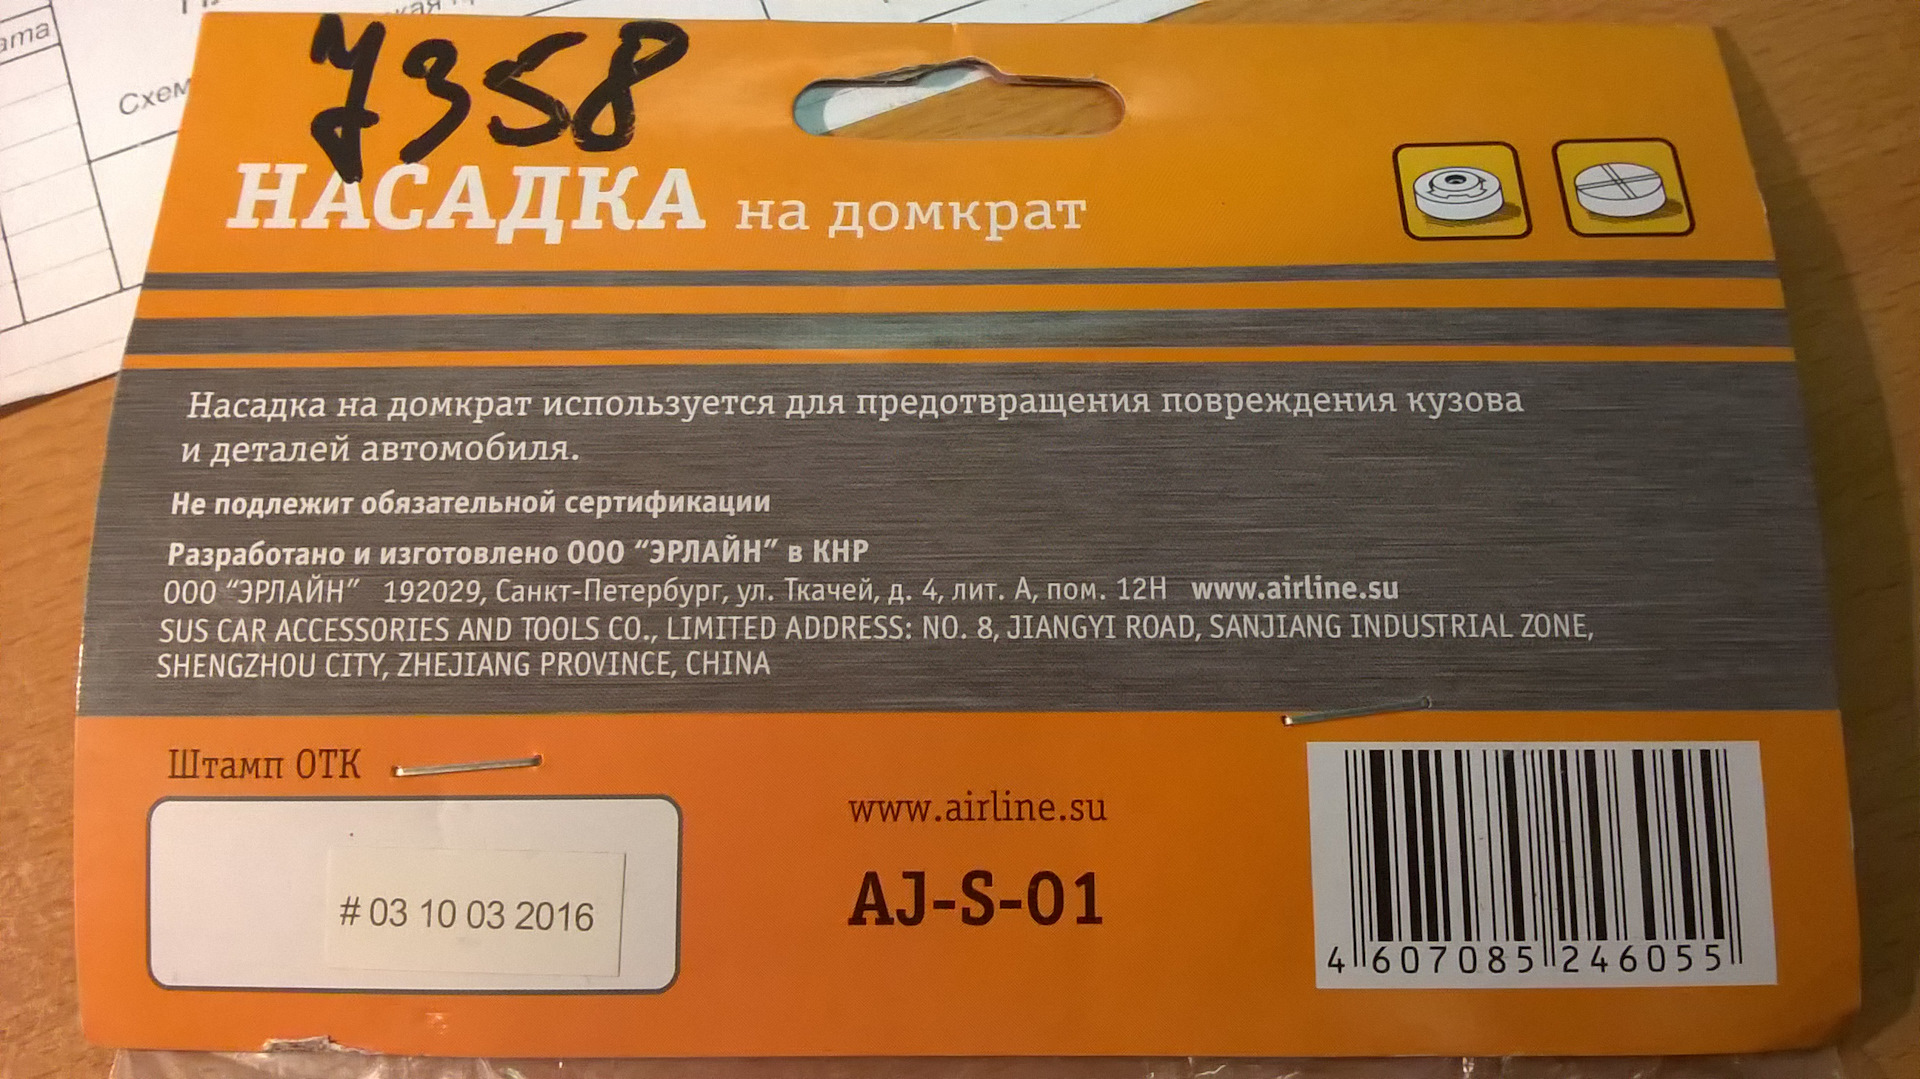 Схем
7358
НАСАДКА на домкрат
Насадка на домкрат используется для предотвращения повреждения кузова
и деталей автомобиля.
Не подлежит обязательной сертификации
Разработано и изготовлено ООО "ЭРЛАЙН" в КНР
ООО "ЭРЛАЙН" 192029, Санкт-Петербург, ул. Ткачей, д. 4, лит. А, пом. 12Н www.airline.su
SUS CAR ACCESSORIES AND TOOLS CO., LIMITED ADDRESS: NO. 8, JIANGYI ROAD, SANJIANG INDUSTRIAL ZONE,
SHENGZHOU CITY, ZHEJIANG PROVINCE, CHINA
Штамп ОТК
# 03 10 03 2016
www.airline.su
AJ-S-01
4 607085 246055